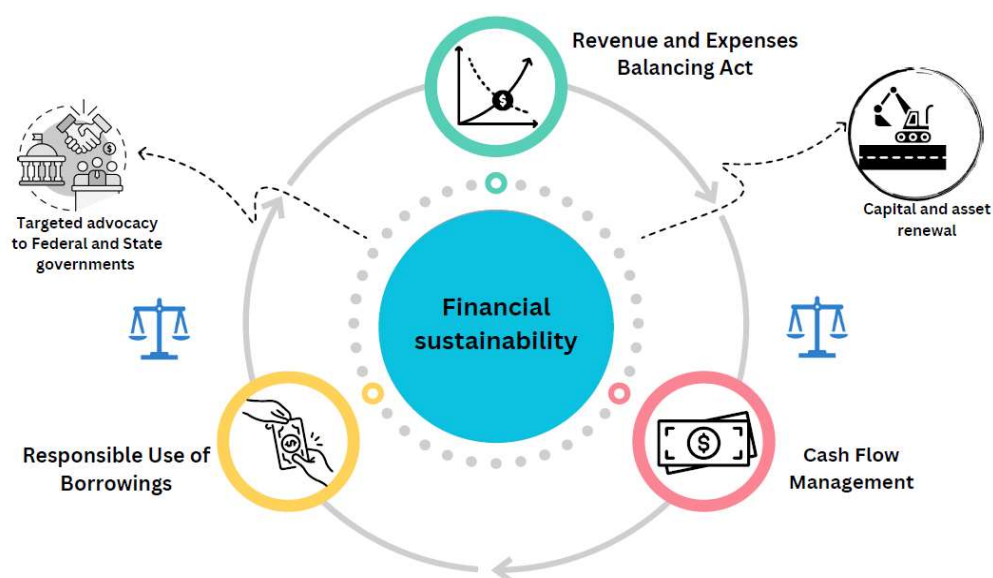 Revenue and Expenses
Balancing Act
Targeted advocacy
to Federal and State
governments
Capital and asset
renewal
Financial
sustainability
Responsible Use of
Borrowings
Cash Flow
Management
$
$
$
$